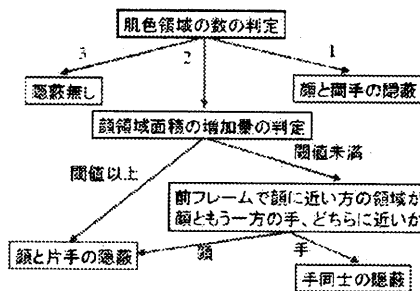 肌色領域の数の判定
3
2
1
隠蔽無し
顔と両手の隠蔽
顔領域面積の増加量の判定
閾値以上
閾値未満
前フレームで顔に近い方の領域が
顔ともう一方の手、どちらに近いか
顔
手
顔と片手の隠蔽
手同士の隠蔽